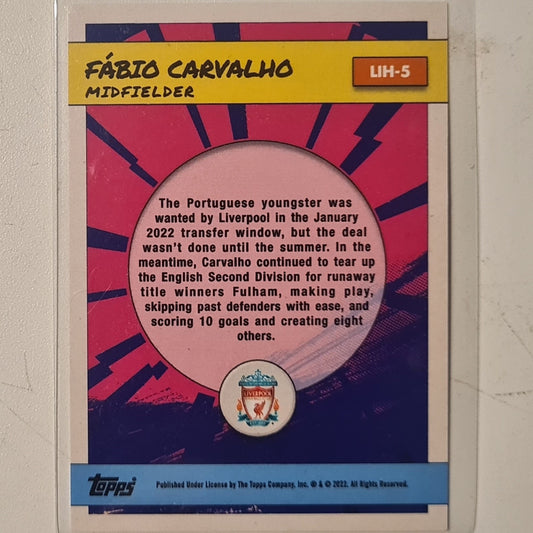 FÁBIO CARVALHO
LIH-5
MIDFIELDER
The Portuguese youngster was
wanted by Liverpool in the January
2022 transfer window, but the deal
wasn't done until the summer. In the
meantime, Carvalho continued to tear up
the English Second Division for runaway
title winners Fulham, making play,
skipping past defenders with ease, and
scoring 10 goals and creating eight
others.
LIVERPOOL
Topps
Published Under License by The Topps Company, Inc. ® & © 2022. All Rights Reserved.